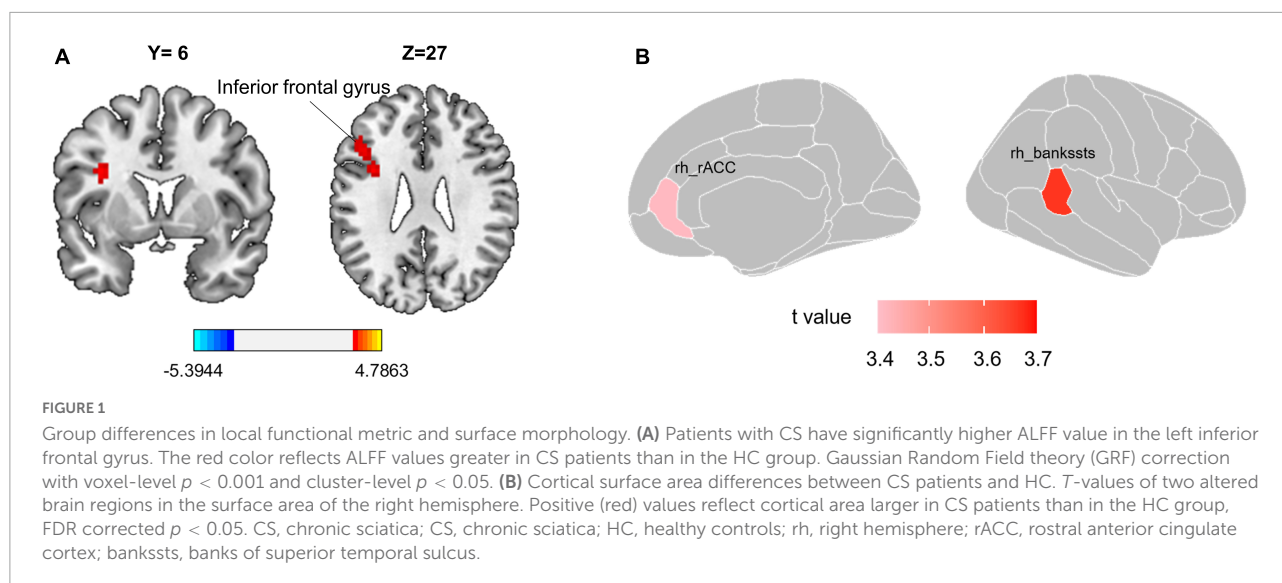 A
Y= 6
Z=27
Inferior frontal gyrus
-5.3944
4.7863
B
rh_rACC
rh_bankssts
t value
3.4 3.5 3.6 3.7
FIGURE 1
Group differences in local functional metric and surface morphology. (A) Patients with CS have significantly higher ALFF value in the left inferior
frontal gyrus. The red color reflects ALFF values greater in CS patients than in the HC group. Gaussian Random Field theory (GRF) correction
with voxel-level p < 0.001 and cluster-level p < 0.05. (B) Cortical surface area differences between CS patients and HC. T-values of two altered
brain regions in the surface area of the right hemisphere. Positive (red) values reflect cortical area larger in CS patients than in the HC group,
FDR corrected p < 0.05. CS, chronic sciatica; CS, chronic sciatica; HC, healthy controls; rh, right hemisphere; rACC, rostral anterior cingulate
cortex; bankssts, banks of superior temporal sulcus.